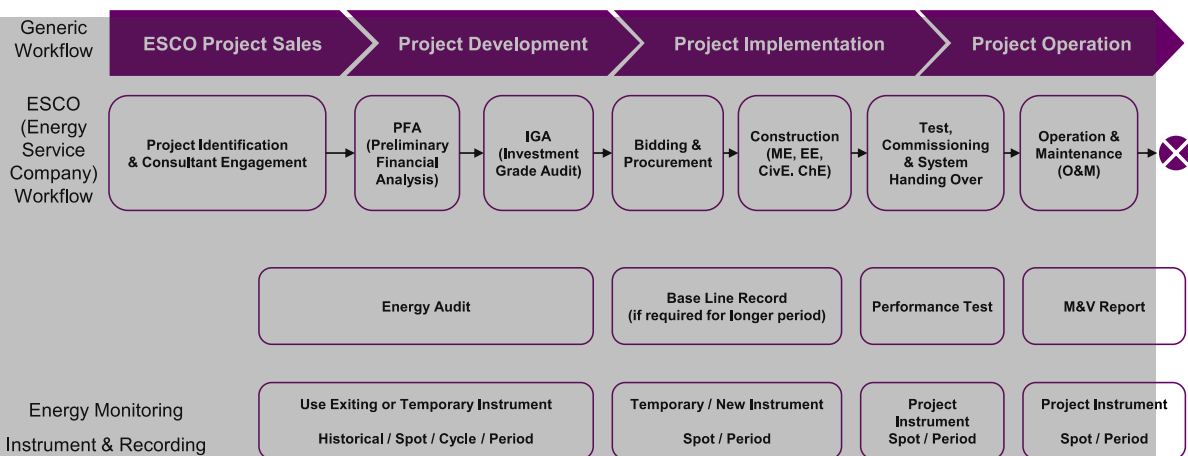 Generic
Workflow
ESCO Project Sales
Project Development
Project Implementation
Project Operation
ESCO
(Energy
Service
Company)
Workflow
Project Identification
& Consultant Engagement
PFA
(Preliminary
Financial
Analysis)
IGA
(Investment
Grade Audit)
Bidding &
Procurement
Construction
(ME, EE,
CivE. ChE)
Test,
Commissioning
& System
Handing Over
Operation &
Maintenance
(O&M)
Energy Audit
Base Line Record
(if required for longer period)
Performance Test
M&V Report
Energy Monitoring
Instrument & Recording
Use Exiting or Temporary Instrument
Historical / Spot / Cycle / Period
Temporary / New Instrument
Spot / Period
Project
Instrument
Spot / Period
Project Instrument
Spot / Period